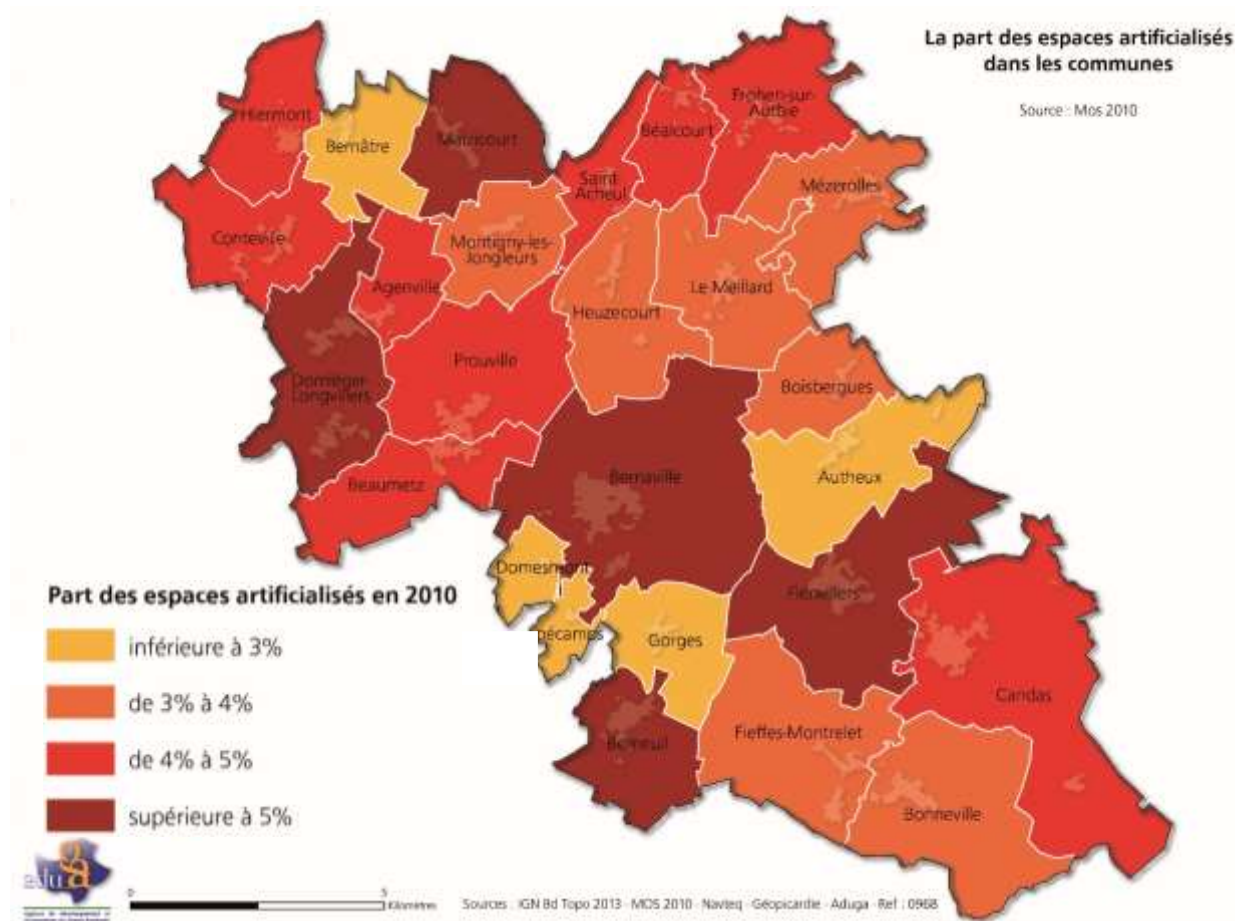 La part des espaces artificialisés
dans les communes
Source : Mos 2010
Hiermont
Bernâtre
Maizicourt
Béalcourt
Frohen-sur-
Authie
Saint-
Acheul
Mézerolles
Conteville
Montigny-les-
Jongleurs
Agenville
Heuzecourt
Le Meillard
Prouville
Domléger-
Longvillers
Boisbergues
Beaumetz
Bernaville
Autheux
Domesmont
Fienvillers
Gorges
Candas
Berneuil
Fieffes-Montrelet
Bonneville
Part des espaces artificialisés en 2010
inférieure à 3%
de 3% à 4%
de 4% à 5%
supérieure à 5%
aduga
0
5
Kilomètres
Sources : IGN Bd Topo 2013 - MOS 2010 - Navteq - Géopicardie - Aduga - Ref : 0968